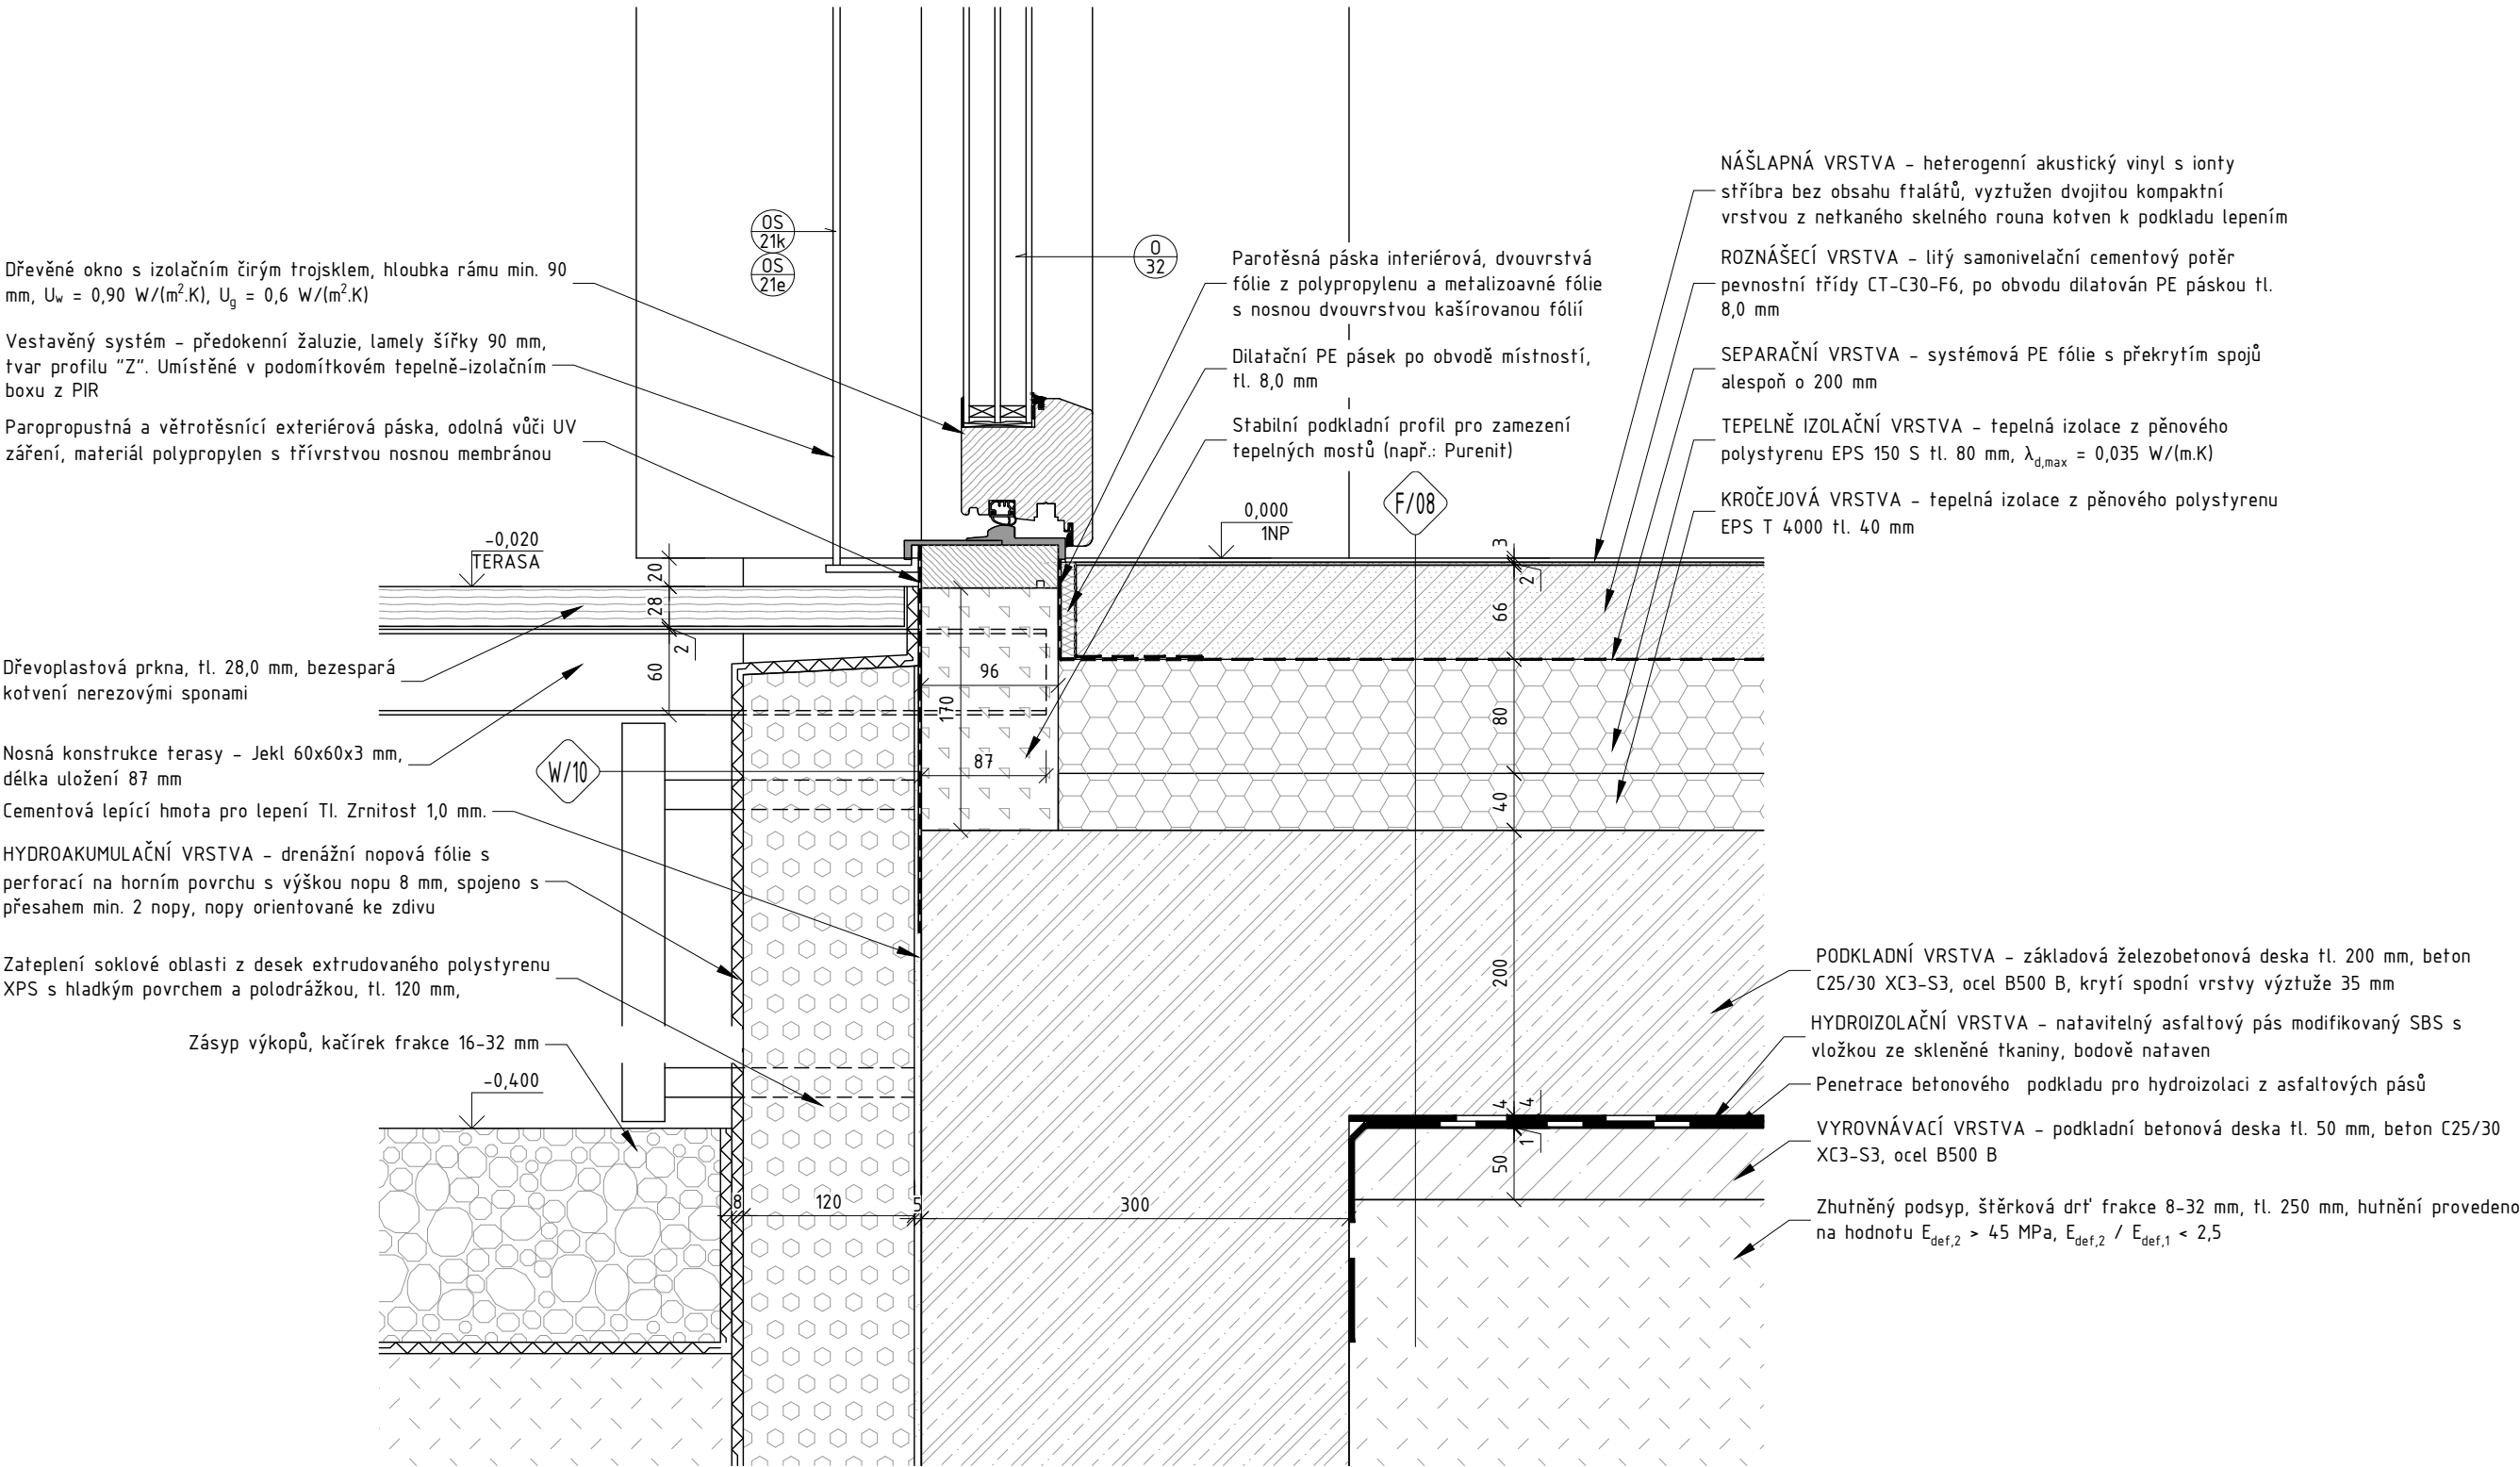 Dřevěné okno s izolačním čirým trojsklem, hloubka rámu min. 90
mm, Uw = 0,90 W/(m².K), Ug = 0,6 W/(m².K)
Vestavěný systém – předokenní žaluzie, lamely šířky 90 mm,
tvar profilu "Z". Umístěné v podomítkovém tepelně-izolačním
boxu z PIR
Paropropustná a větrotěsnící exteriérová páska, odolná vůči UV
záření, materiál polypropylen s třívrstvou nosnou membránou
-0,020
TERASA
Dřevoplastová prkna, tl. 28,0 mm, bezespará
kotvení nerezovými sponami
Nosná konstrukce terasy – Jekl 60x60x3 mm,
délka uložení 87 mm
Cementová lepící hmota pro lepení TI. Zrnitost 1,0 mm.
HYDROAKUMULAČNÍ VRSTVA – drenážní nopová fólie s
perforací na horním povrchu s výškou nopu 8 mm, spojeno s
přesahem min. 2 nopy, nopy orientované ke zdivu
Zateplení soklové oblasti z desek extrudovaného polystyrenu
XPS s hladkým povrchem a polodrážkou, tl. 120 mm,
Zásyp výkopů, kačírek frakce 16-32 mm
-0,400
OS
21k
OS
21e
O
32
20
28
2
60
W/10
96
170
87
8
120
5
300
Parotěsná páska interiérová, dvouvrstvá
fólie z polypropylenu a metalizoavné fólie
s nosnou dvouvrstvou kašírovanou fólií
Dilatační PE pásek po obvodě místností,
tl. 8,0 mm
Stabilní podkladní profil pro zamezení
tepelných mostů (např.: Purenit)
0,000
1NP
F/08
3
2
66
80
40
200
4
4
1
50
NÁŠLAPNÁ VRSTVA – heterogenní akustický vinyl s ionty
stříbra bez obsahu ftalátů, vyztužen dvojitou kompaktní
vrstvou z netkaného skelného rouna kotven k podkladu lepením
ROZNÁŠECÍ VRSTVA – litý samonivelační cementový potěr
pevnostní třídy CT-C30-F6, po obvodu dilatován PE páskou tl.
8,0 mm
SEPARAČNÍ VRSTVA – systémová PE fólie s překrytím spojů
alespoň o 200 mm
TEPELNĚ IZOLAČNÍ VRSTVA – tepelná izolace z pěnového
polystyrenu EPS 150 S tl. 80 mm, λd,max = 0,035 W/(m.K)
KROČEJOVÁ VRSTVA – tepelná izolace z pěnového polystyrenu
EPS T 4000 tl. 40 mm
PODKLADNÍ VRSTVA – základová železobetonová deska tl. 200 mm, beton
C25/30 XC3-S3, ocel B500 B, krytí spodní vrstvy výztuže 35 mm
HYDROIZOLAČNÍ VRSTVA – natavitelný asfaltový pás modifikovaný SBS s
vložkou ze skleněné tkaniny, bodově nataven
Penetrace betonového podkladu pro hydroizolaci z asfaltových pásů
VYROVNÁVACÍ VRSTVA – podkladní betonová deska tl. 50 mm, beton C25/30
XC3-S3, ocel B500 B
Zhutněný podsyp, štěrková drť frakce 8-32 mm, tl. 250 mm, hutnění provedeno
na hodnotu Edef,2 > 45 MPa, Edef,2 / Edef,1 < 2,5